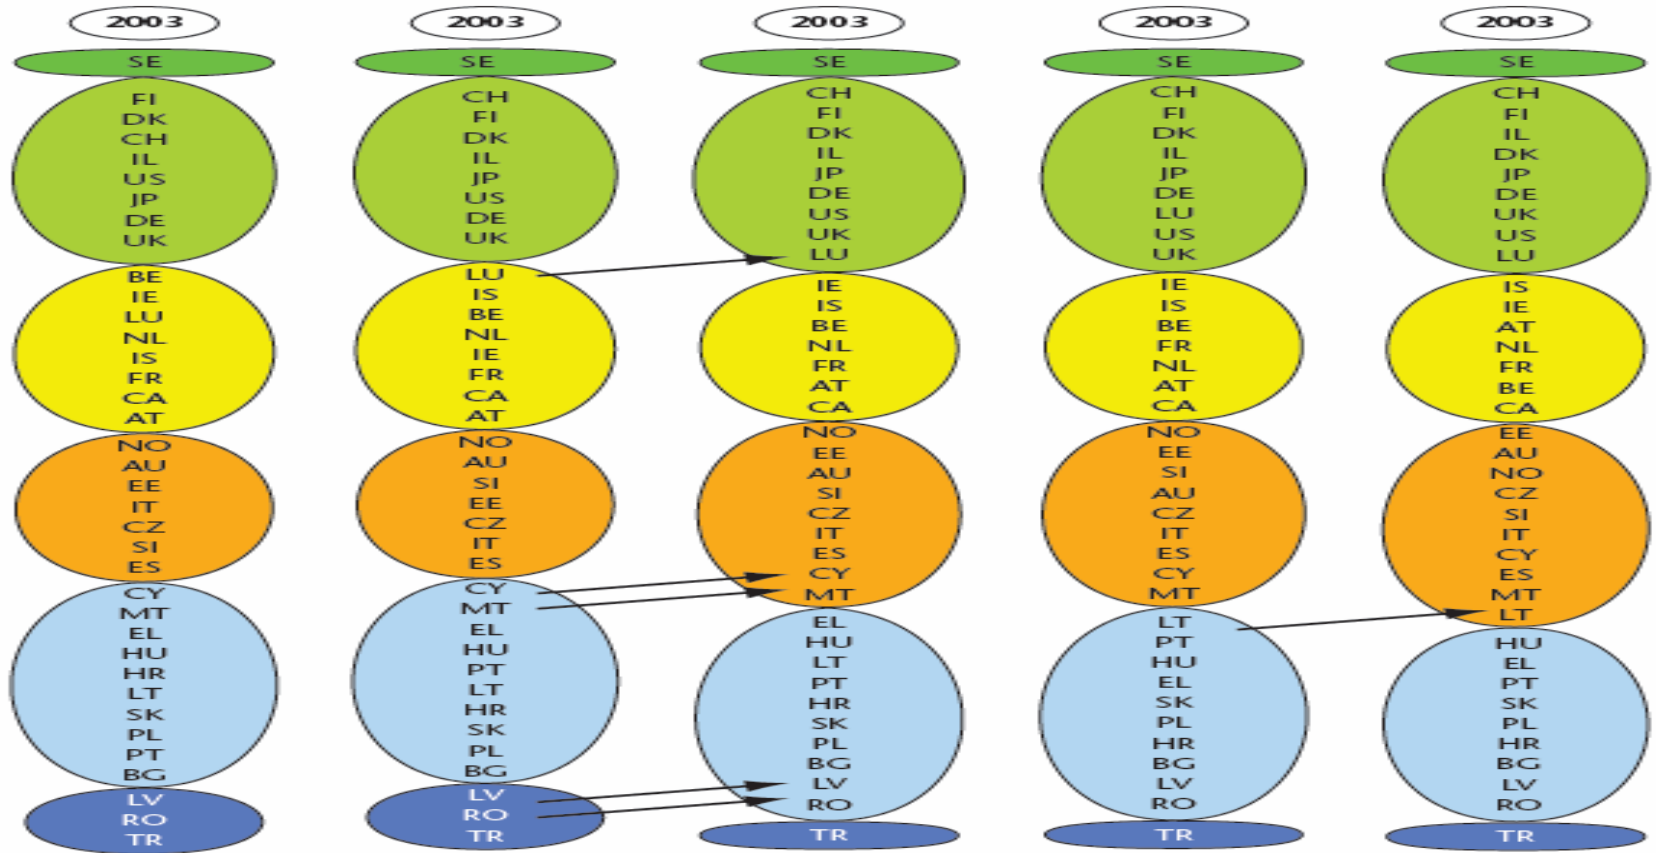 2003
SE
FI
DK
CH
IL
US
JP
DE
UK
BE
IE
LU
NL
IS
FR
CA
AT
NO
AU
EE
IT
CZ
SI
ES
CY
MT
EL
HU
HR
LT
SK
PL
PT
BG
LV
RO
TR
2003
SE
CH
FI
DK
IL
JP
US
DE
UK
LU
IS
BE
NL
IE
FR
CA
AT
NO
AU
SI
EE
CZ
IT
ES
CY
MT
EL
HU
PT
LT
HR
SK
PL
BG
LV
RO
TR
2003
SE
CH
FI
DK
IL
JP
DE
US
UK
LU
IE
IS
BE
NL
FR
AT
CA
NO
EE
AU
SI
CZ
IT
ES
CY
MT
EL
HU
LT
PT
HR
SK
PL
BG
LV
RO
TR
2003
SE
CH
FI
DK
IL
JP
DE
LU
US
UK
IE
IS
BE
FR
NL
AT
CA
NO
EE
SI
AU
CZ
IT
ES
CY
MT
LT
PT
HU
EL
SK
PL
HR
BG
LV
RO
TR
2003
SE
CH
FI
IL
DK
JP
DE
UK
US
LU
IS
IE
AT
NL
FR
BE
CA
EE
AU
NO
CZ
SI
IT
CY
ES
MT
LT
HU
EL
PT
SK
PL
HR
BG
LV
RO
TR